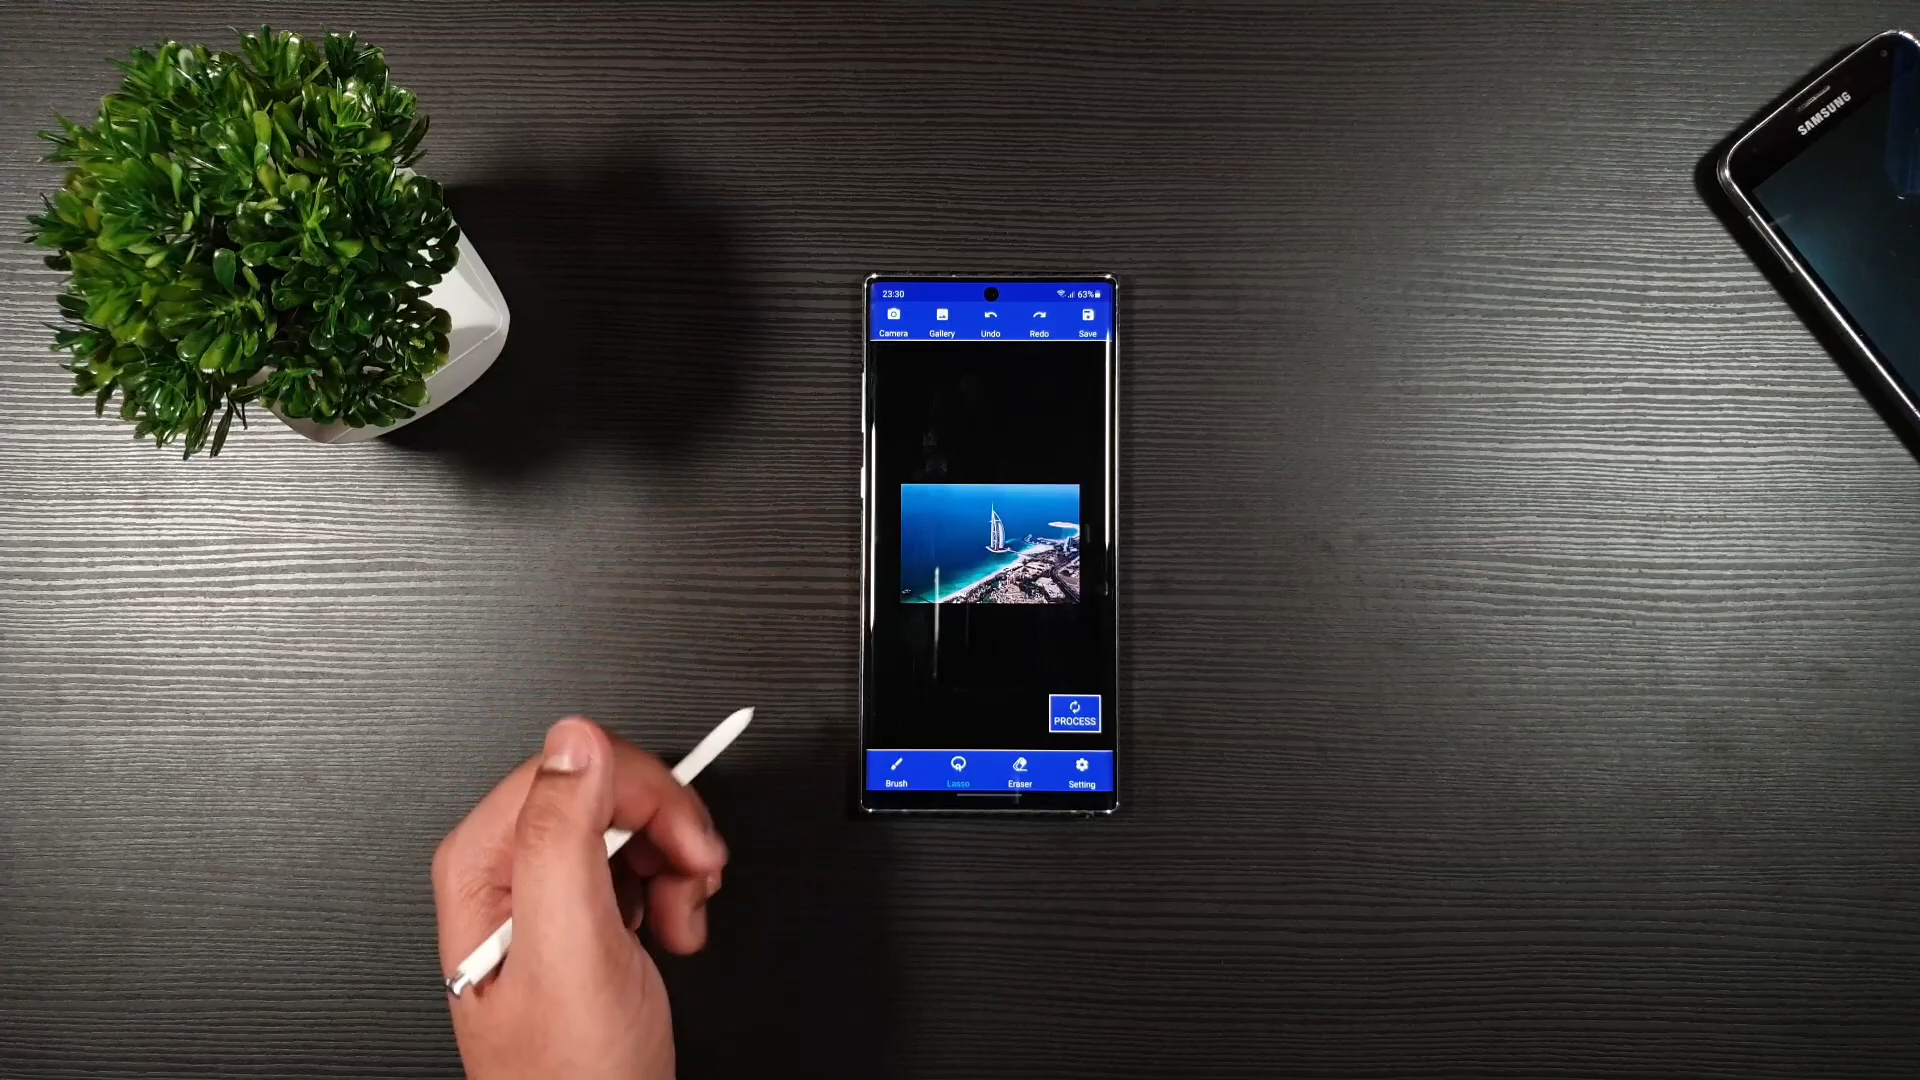 SAMSUNG
23:30 63%
Camera Gallery Undo Redo Save
PROCESS
Brush Lasso Eraser Setting